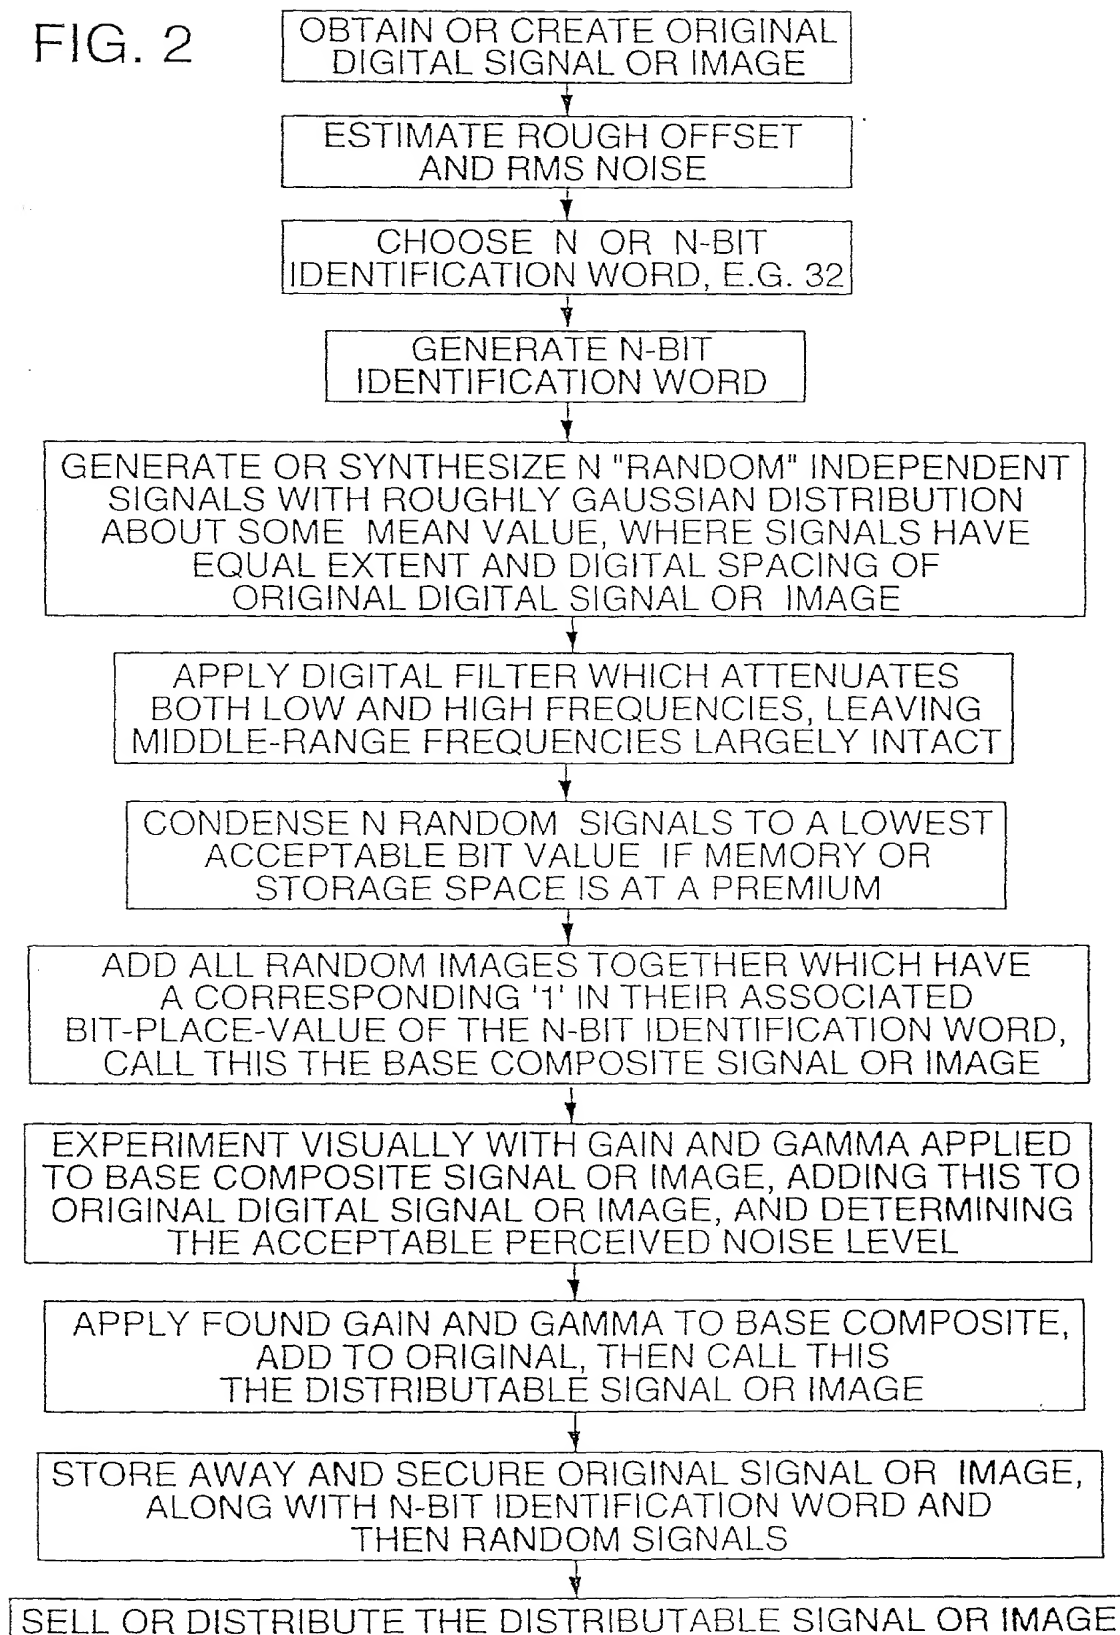 FIG. 2
OBTAIN OR CREATE ORIGINAL
DIGITAL SIGNAL OR IMAGE
ESTIMATE ROUGH OFFSET
AND RMS NOISE
CHOOSE N OR N-BIT
IDENTIFICATION WORD, E.G. 32
GENERATE N-BIT
IDENTIFICATION WORD
GENERATE OR SYNTHESIZE N "RANDOM" INDEPENDENT
SIGNALS WITH ROUGHLY GAUSSIAN DISTRIBUTION
ABOUT SOME MEAN VALUE, WHERE SIGNALS HAVE
EQUAL EXTENT AND DIGITAL SPACING OF
ORIGINAL DIGITAL SIGNAL OR IMAGE
APPLY DIGITAL FILTER WHICH ATTENUATES
BOTH LOW AND HIGH FREQUENCIES, LEAVING
MIDDLE-RANGE FREQUENCIES LARGELY INTACT
CONDENSE N RANDOM SIGNALS TO A LOWEST
ACCEPTABLE BIT VALUE IF MEMORY OR
STORAGE SPACE IS AT A PREMIUM
ADD ALL RANDOM IMAGES TOGETHER WHICH HAVE
A CORRESPONDING '1' IN THEIR ASSOCIATED
BIT-PLACE-VALUE OF THE N-BIT IDENTIFICATION WORD,
CALL THIS THE BASE COMPOSITE SIGNAL OR IMAGE
EXPERIMENT VISUALLY WITH GAIN AND GAMMA APPLIED
TO BASE COMPOSITE SIGNAL OR IMAGE, ADDING THIS TO
ORIGINAL DIGITAL SIGNAL OR IMAGE, AND DETERMINING
THE ACCEPTABLE PERCEIVED NOISE LEVEL
APPLY FOUND GAIN AND GAMMA TO BASE COMPOSITE,
ADD TO ORIGINAL, THEN CALL THIS
THE DISTRIBUTABLE SIGNAL OR IMAGE
STORE AWAY AND SECURE ORIGINAL SIGNAL OR IMAGE,
ALONG WITH N-BIT IDENTIFICATION WORD AND
THEN RANDOM SIGNALS
SELL OR DISTRIBUTE THE DISTRIBUTABLE SIGNAL OR IMAGE